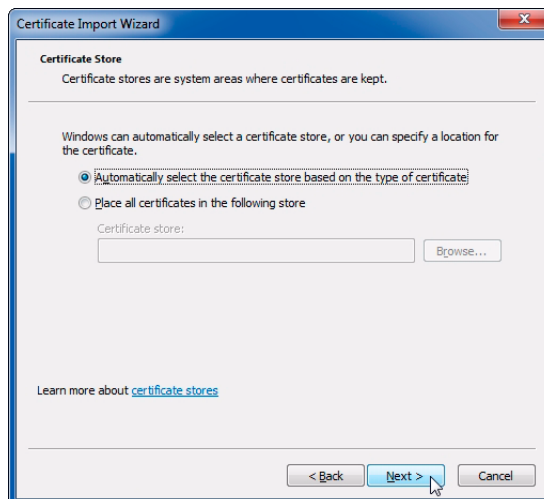 Certificate Import Wizard
Certificate Store
Certificate stores are system areas where certificates are kept.
Windows can automatically select a certificate store, or you can specify a location for
the certificate.
Automatically select the certificate store based on the type of certificate
Place all certificates in the following store
Certificate store:
Browse...
Learn more about certificate stores
< Back
Next >
Cancel